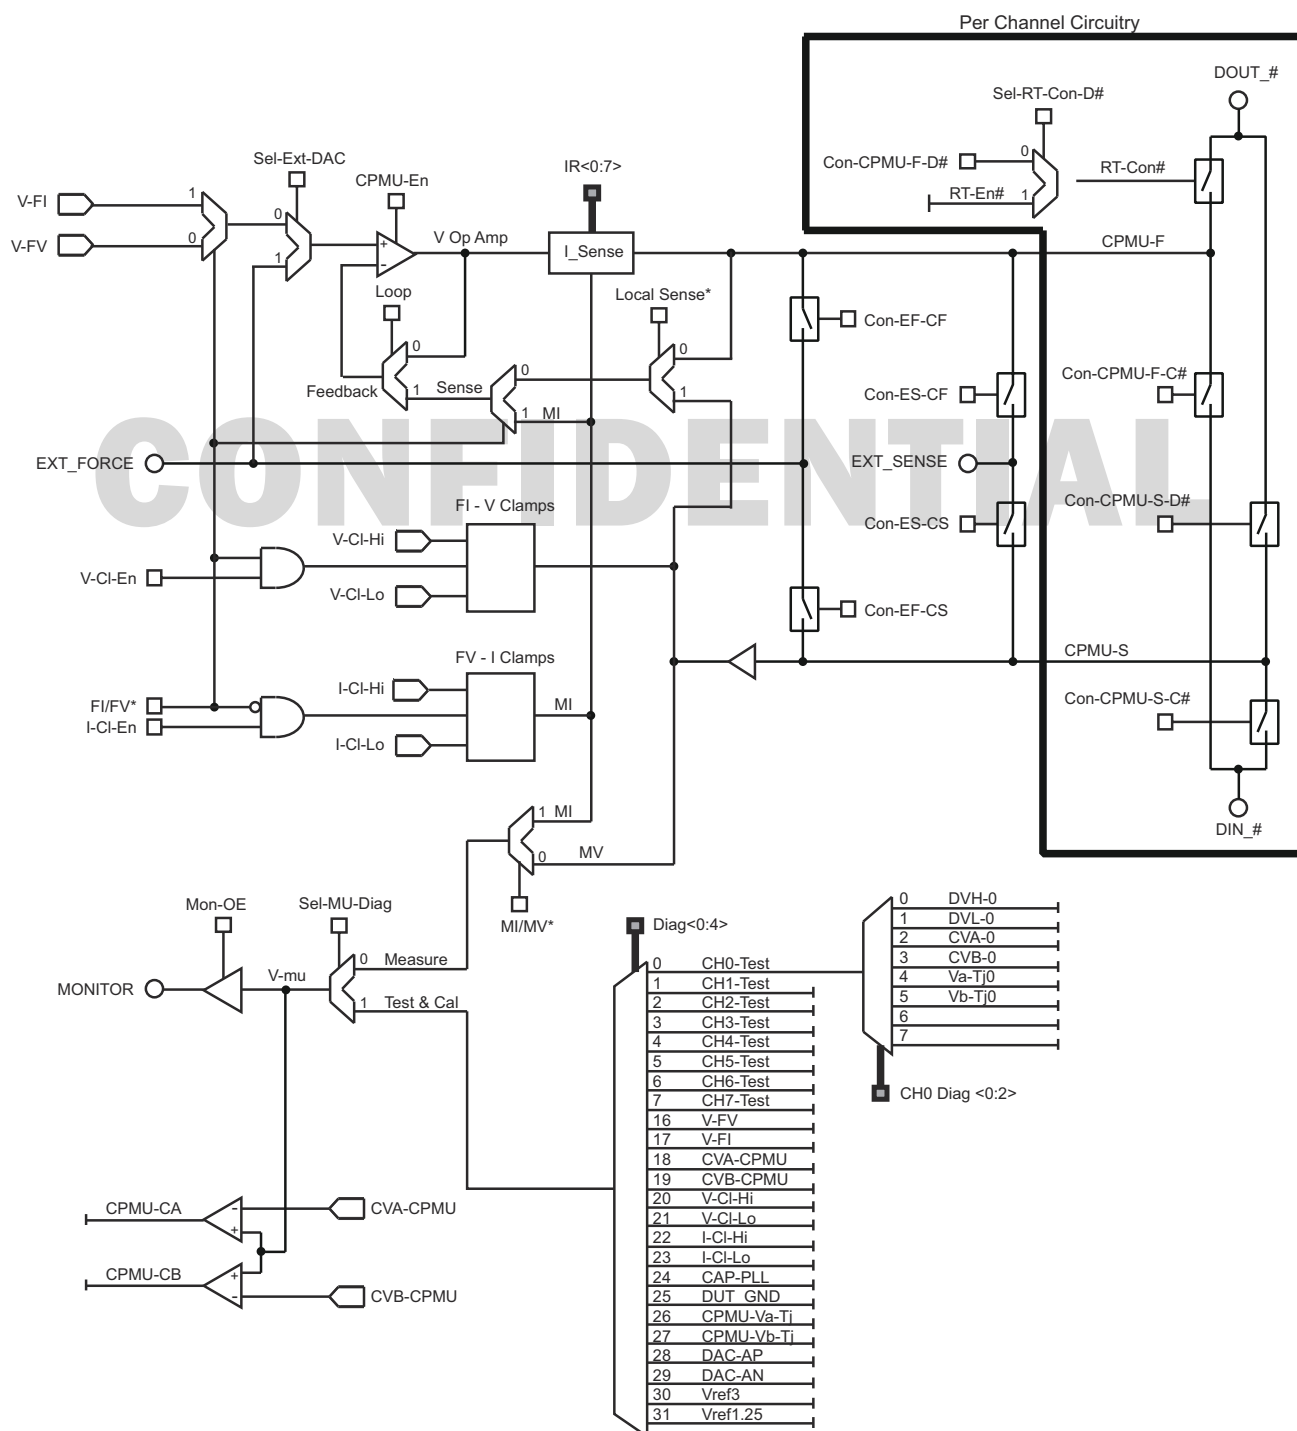 Per Channel Circuitry
DOUT_#
Sel-RT-Con-D#
Con-CPMU-F-D#
0
RT-En#
1
RT-Con#
Sel-Ext-DAC
CPMU-En
IR<0:7>
V-FI
1
V-FV
0
0
1
+
-
V Op Amp
I_Sense
CPMU-F
Loop
Local Sense*
Con-EF-CF
0
0
0
1
Feedback
1
Sense
1
MI
Con-ES-CF
Con-CPMU-F-C#
CONFIDENTIAL
EXT_FORCE
EXT_SENSE
FI - V Clamps
Con-CPMU-S-D#
V-Cl-Hi
Con-ES-CS
V-Cl-En
V-Cl-Lo
Con-EF-CS
FV - I Clamps
CPMU-S
I-Cl-Hi
FI/FV*
MI
Con-CPMU-S-C#
I-Cl-En
I-Cl-Lo
1
MI
0
MV
DIN_#
MI/MV*
Mon-OE
Sel-MU-Diag
Diag<0:4>
0
Measure
V-mu
MONITOR
1
Test & Cal
0 DVH-0
1 DVL-0
2 CVA-0
3 CVB-0
4 Va-Tj0
5 Vb-Tj0
6
7
CH0 Diag <0:2>
0 CH0-Test
1 CH1-Test
2 CH2-Test
3 CH3-Test
4 CH4-Test
5 CH5-Test
6 CH6-Test
7 CH7-Test
16 V-FV
17 V-FI
18 CVA-CPMU
19 CVB-CPMU
20 V-Cl-Hi
21 V-Cl-Lo
22 I-Cl-Hi
23 I-Cl-Lo
24 CAP-PLL
25 DUT_GND
26 CPMU-Va-Tj
27 CPMU-Vb-Tj
28 DAC-AP
29 DAC-AN
30 Vref3
31 Vref1.25
CPMU-CA
-
+
CVA-CPMU
CPMU-CB
+
-
CVB-CPMU